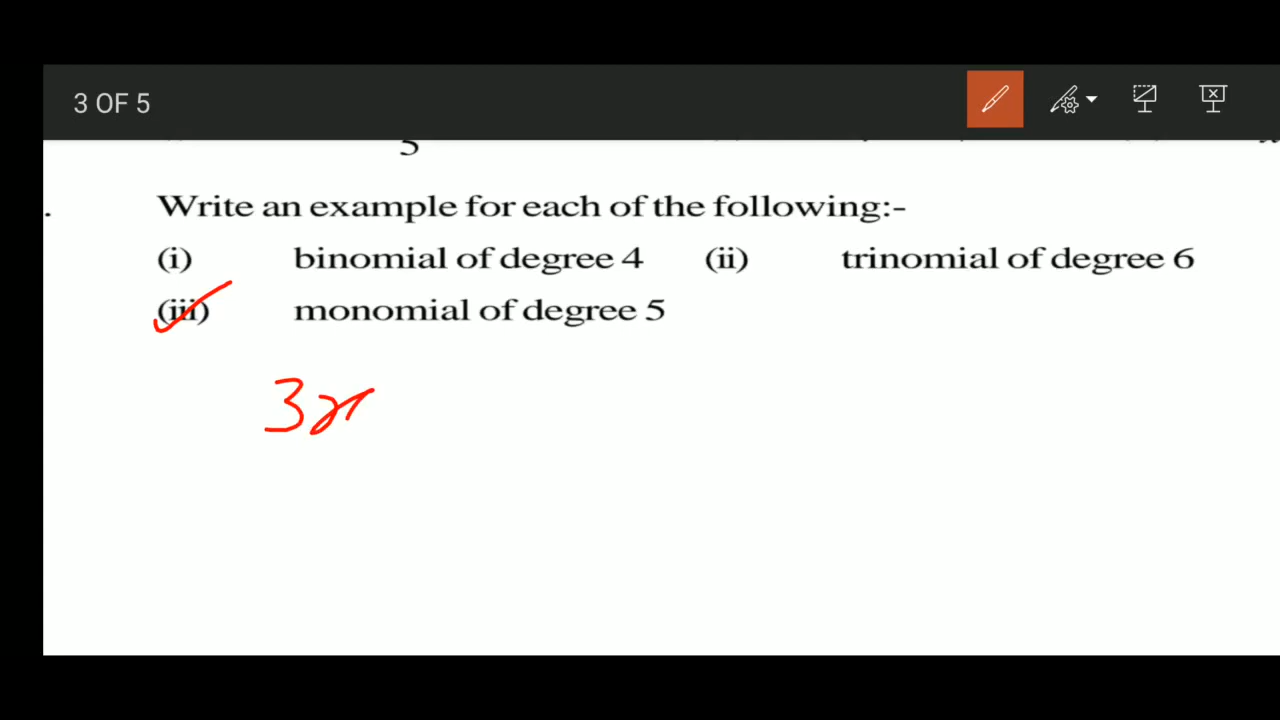 3 OF 5
5
. Write an example for each of the following:-
(i) binomial of degree 4 (ii) trinomial of degree 6
(iii) monomial of degree 5
3x